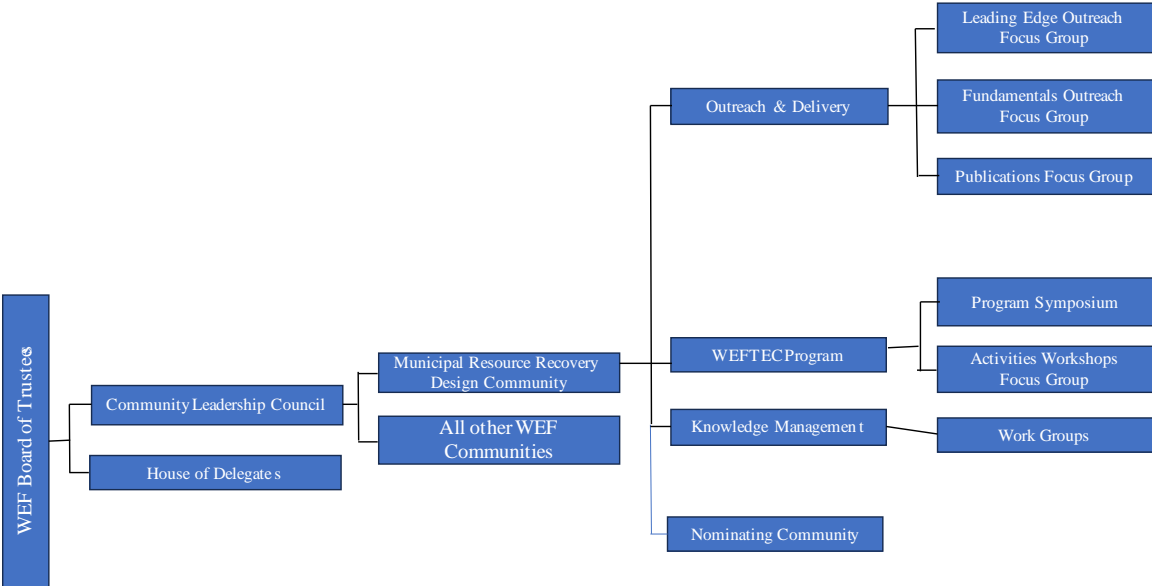 WEF Board of Trustees
Community Leadership Council
House of Delegates
Municipal Resource Recovery
Design Community
All other WEF
Communities
Outreach & Delivery
WEFTEC Program
Knowledge Management
Nominating Community
Leading Edge Outreach
Focus Group
Fundamentals Outreach
Focus Group
Publications Focus Group
Program Symposium
Activities Workshops
Focus Group
Work Groups